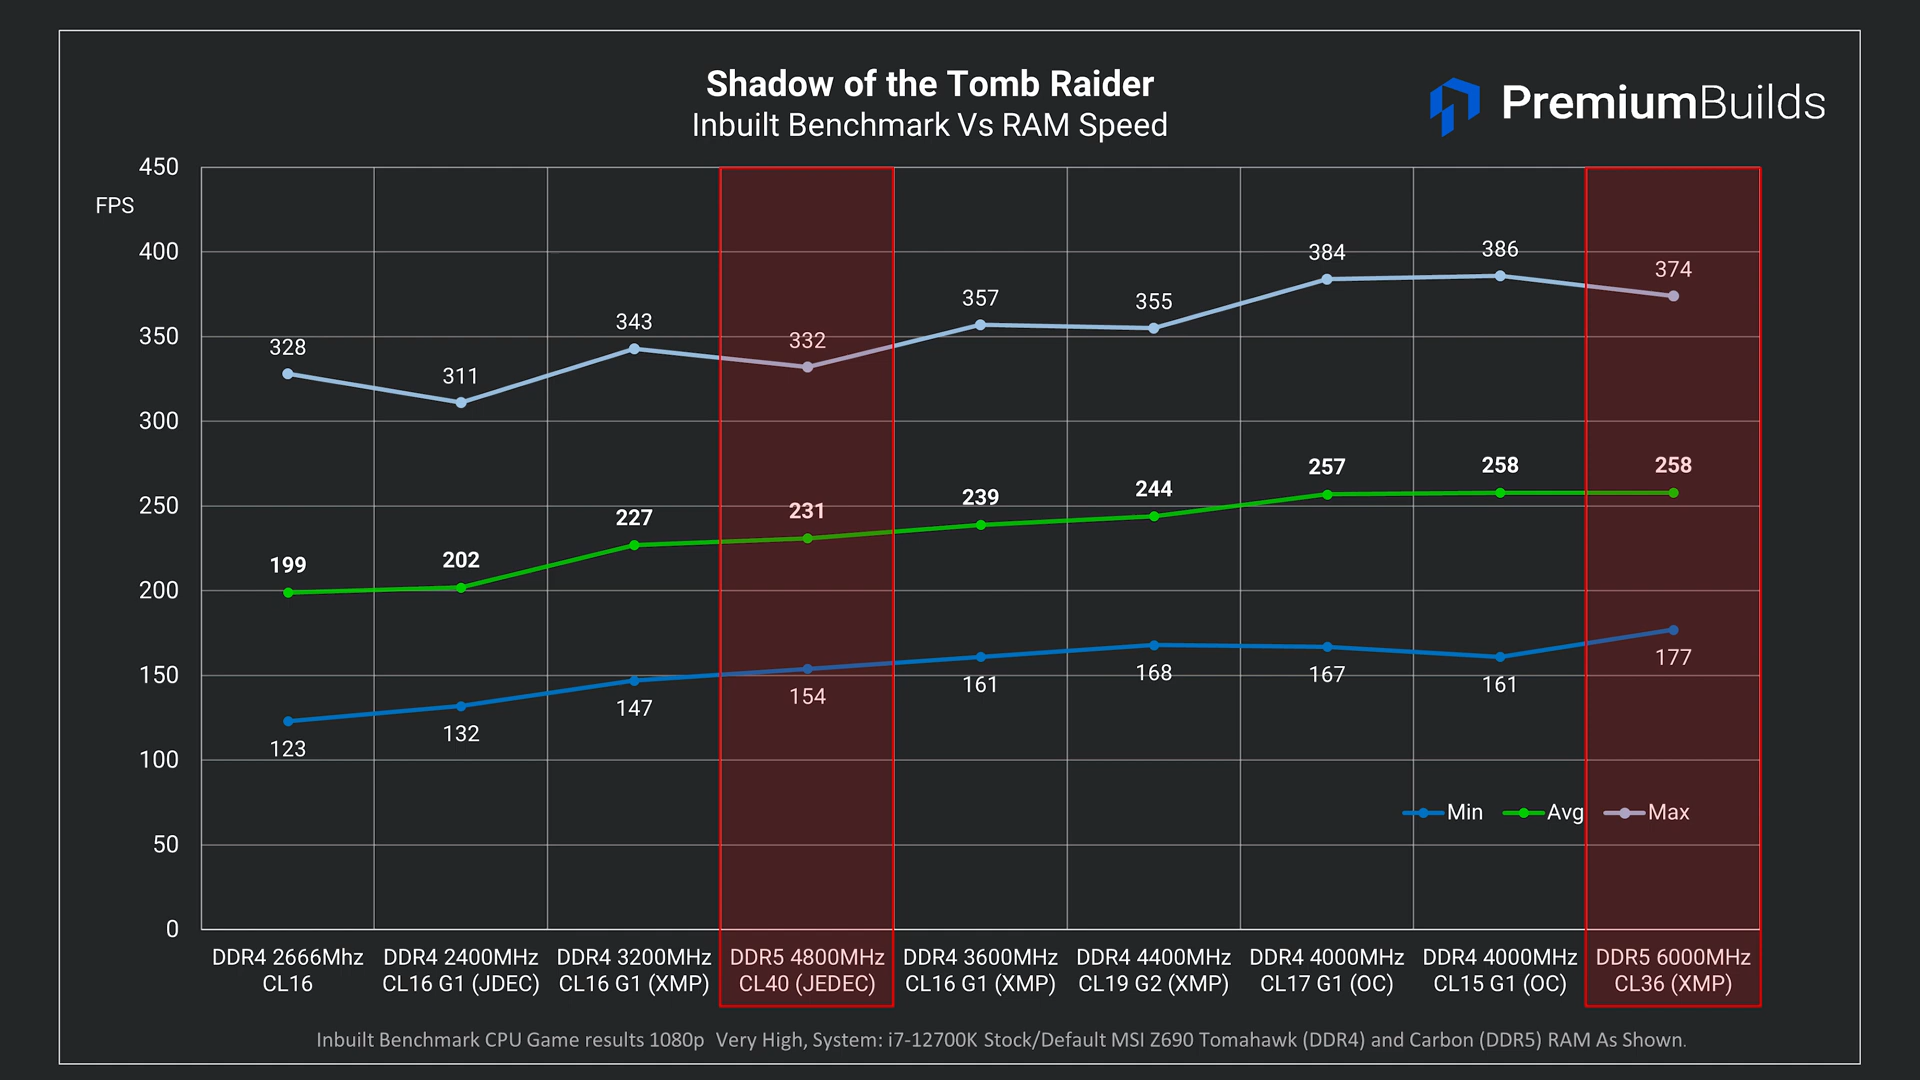 Shadow of the Tomb Raider
Inbuilt Benchmark Vs RAM Speed
PremiumBuilds
FPS
450
400
350
300
250
200
150
100
50
0
328
311
343
332
357
355
384
386
374
199
202
227
231
239
244
257
258
258
123
132
147
154
161
168
167
161
177
Min Avg Max
DDR4 2666Mhz
CL16
DDR4 2400MHz
CL16 G1 (JDEC)
DDR4 3200MHz
CL16 G1 (XMP)
DDR5 4800MHz
CL40 (JEDEC)
DDR4 3600MHz
CL16 G1 (XMP)
DDR4 4400MHz
CL19 G2 (XMP)
DDR4 4000MHz
CL17 G1 (OC)
DDR4 4000MHz
CL15 G1 (OC)
DDR5 6000MHz
CL36 (XMP)
Inbuilt Benchmark CPU Game results 1080p  Very High, System: i7-12700K Stock/Default MSI Z690 Tomahawk (DDR4) and Carbon (DDR5) RAM As Shown.